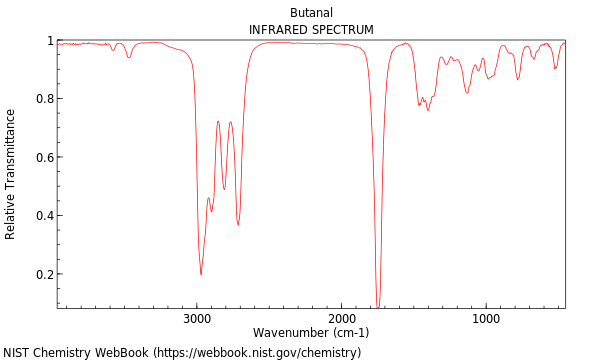 Butanal
INFRARED SPECTRUM
1
0.8
0.6
0.4
0.2
Relative Transmittance
3000 2000 1000
Wavenumber (cm-1)
NIST Chemistry WebBook (https://webbook.nist.gov/chemistry)